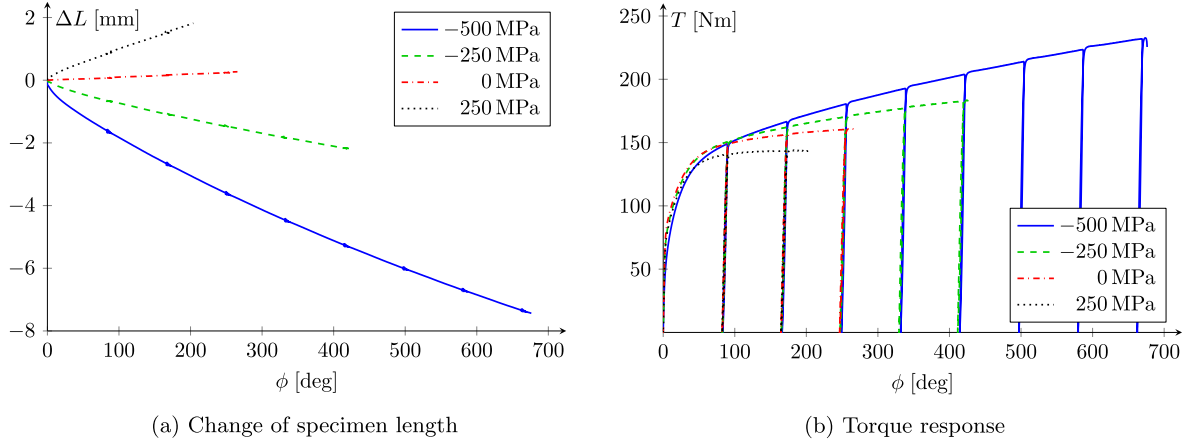 ΔL [mm]
2
0
−2
−4
−6
−8
0
100
200
300
400
500
600
700
ϕ [deg]
−500 MPa
−250 MPa
0 MPa
250 MPa
(a) Change of specimen length
T [Nm]
250
200
150
100
50
0
100
200
300
400
500
600
700
ϕ [deg]
−500 MPa
−250 MPa
0 MPa
250 MPa
(b) Torque response